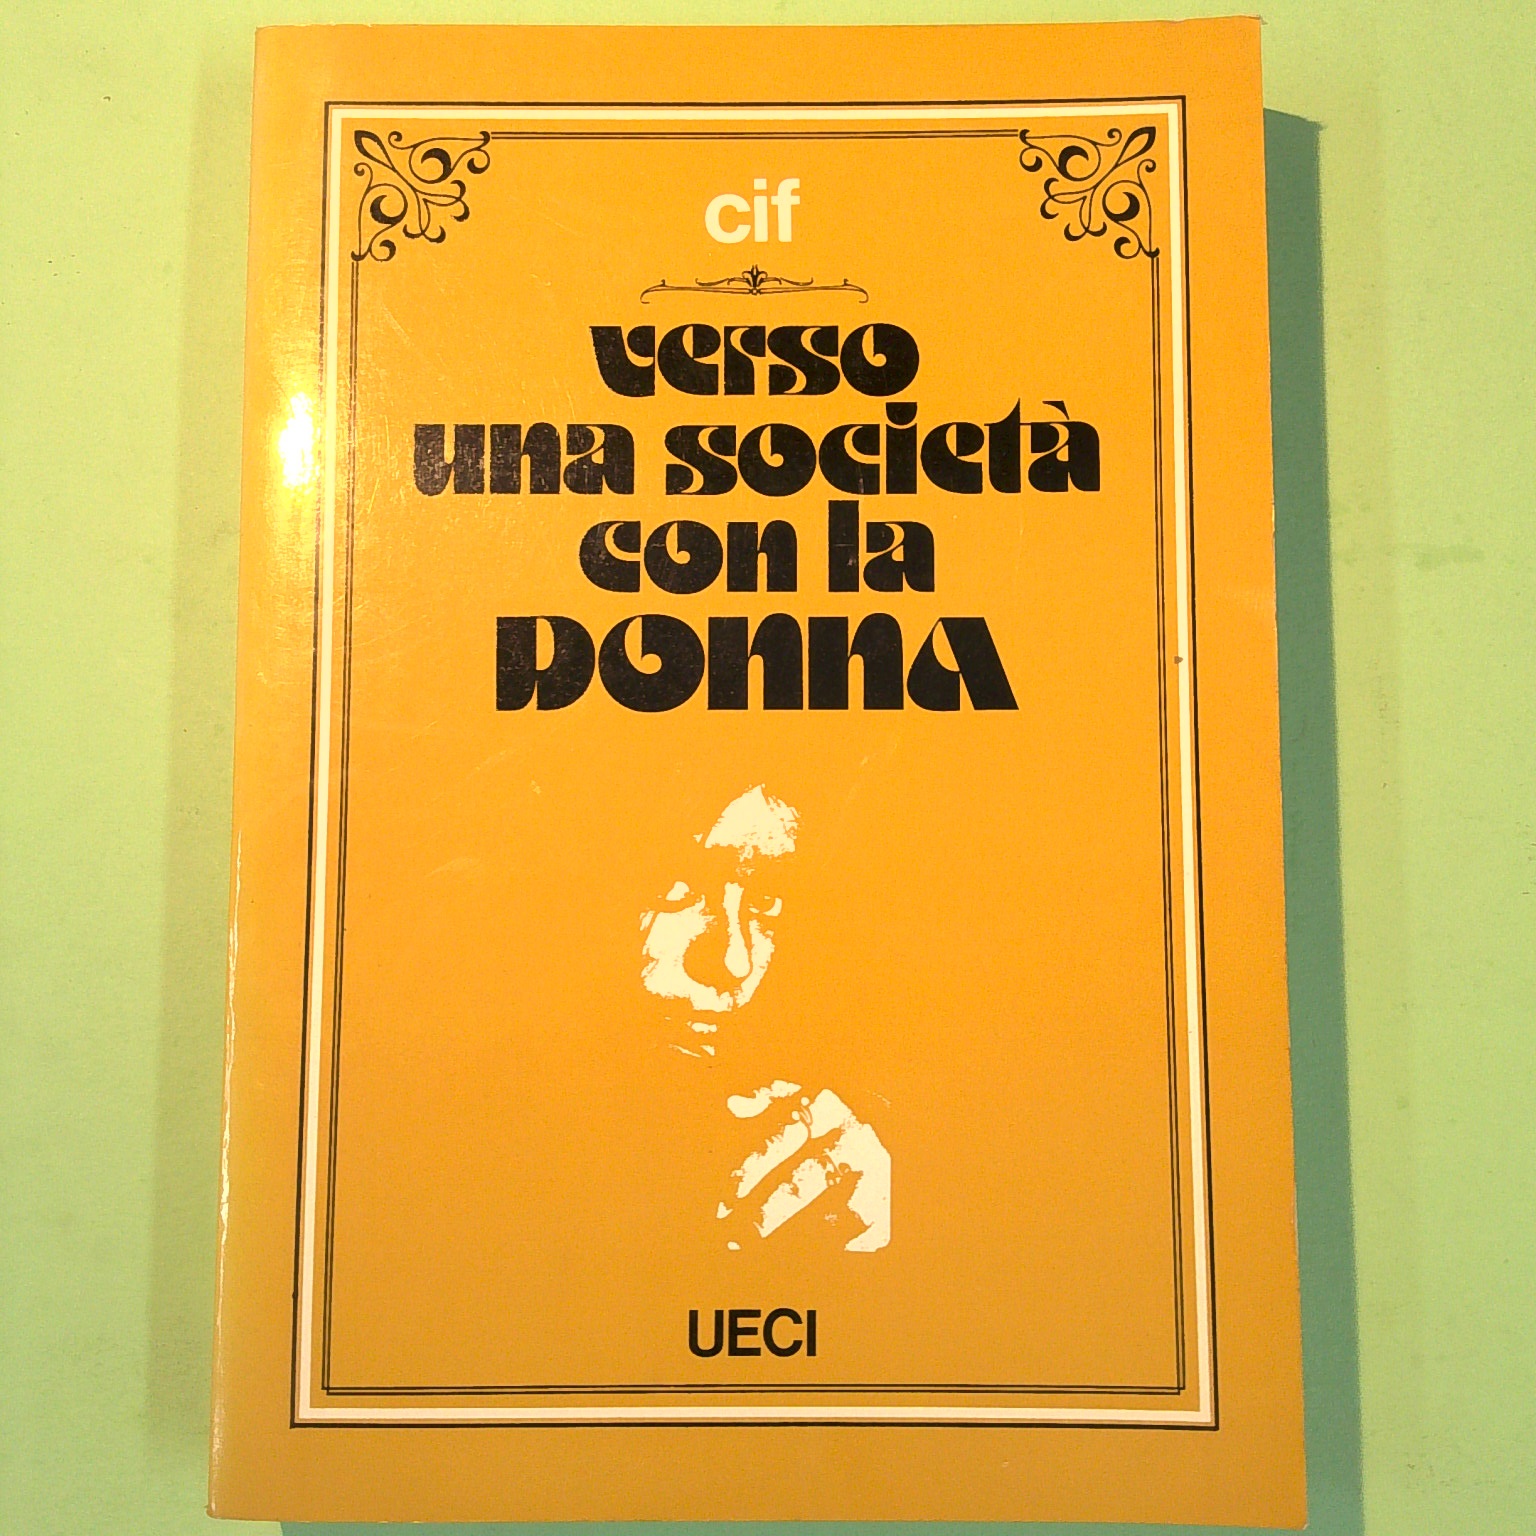 cif
verso
una società
con la
DONNA
UECI